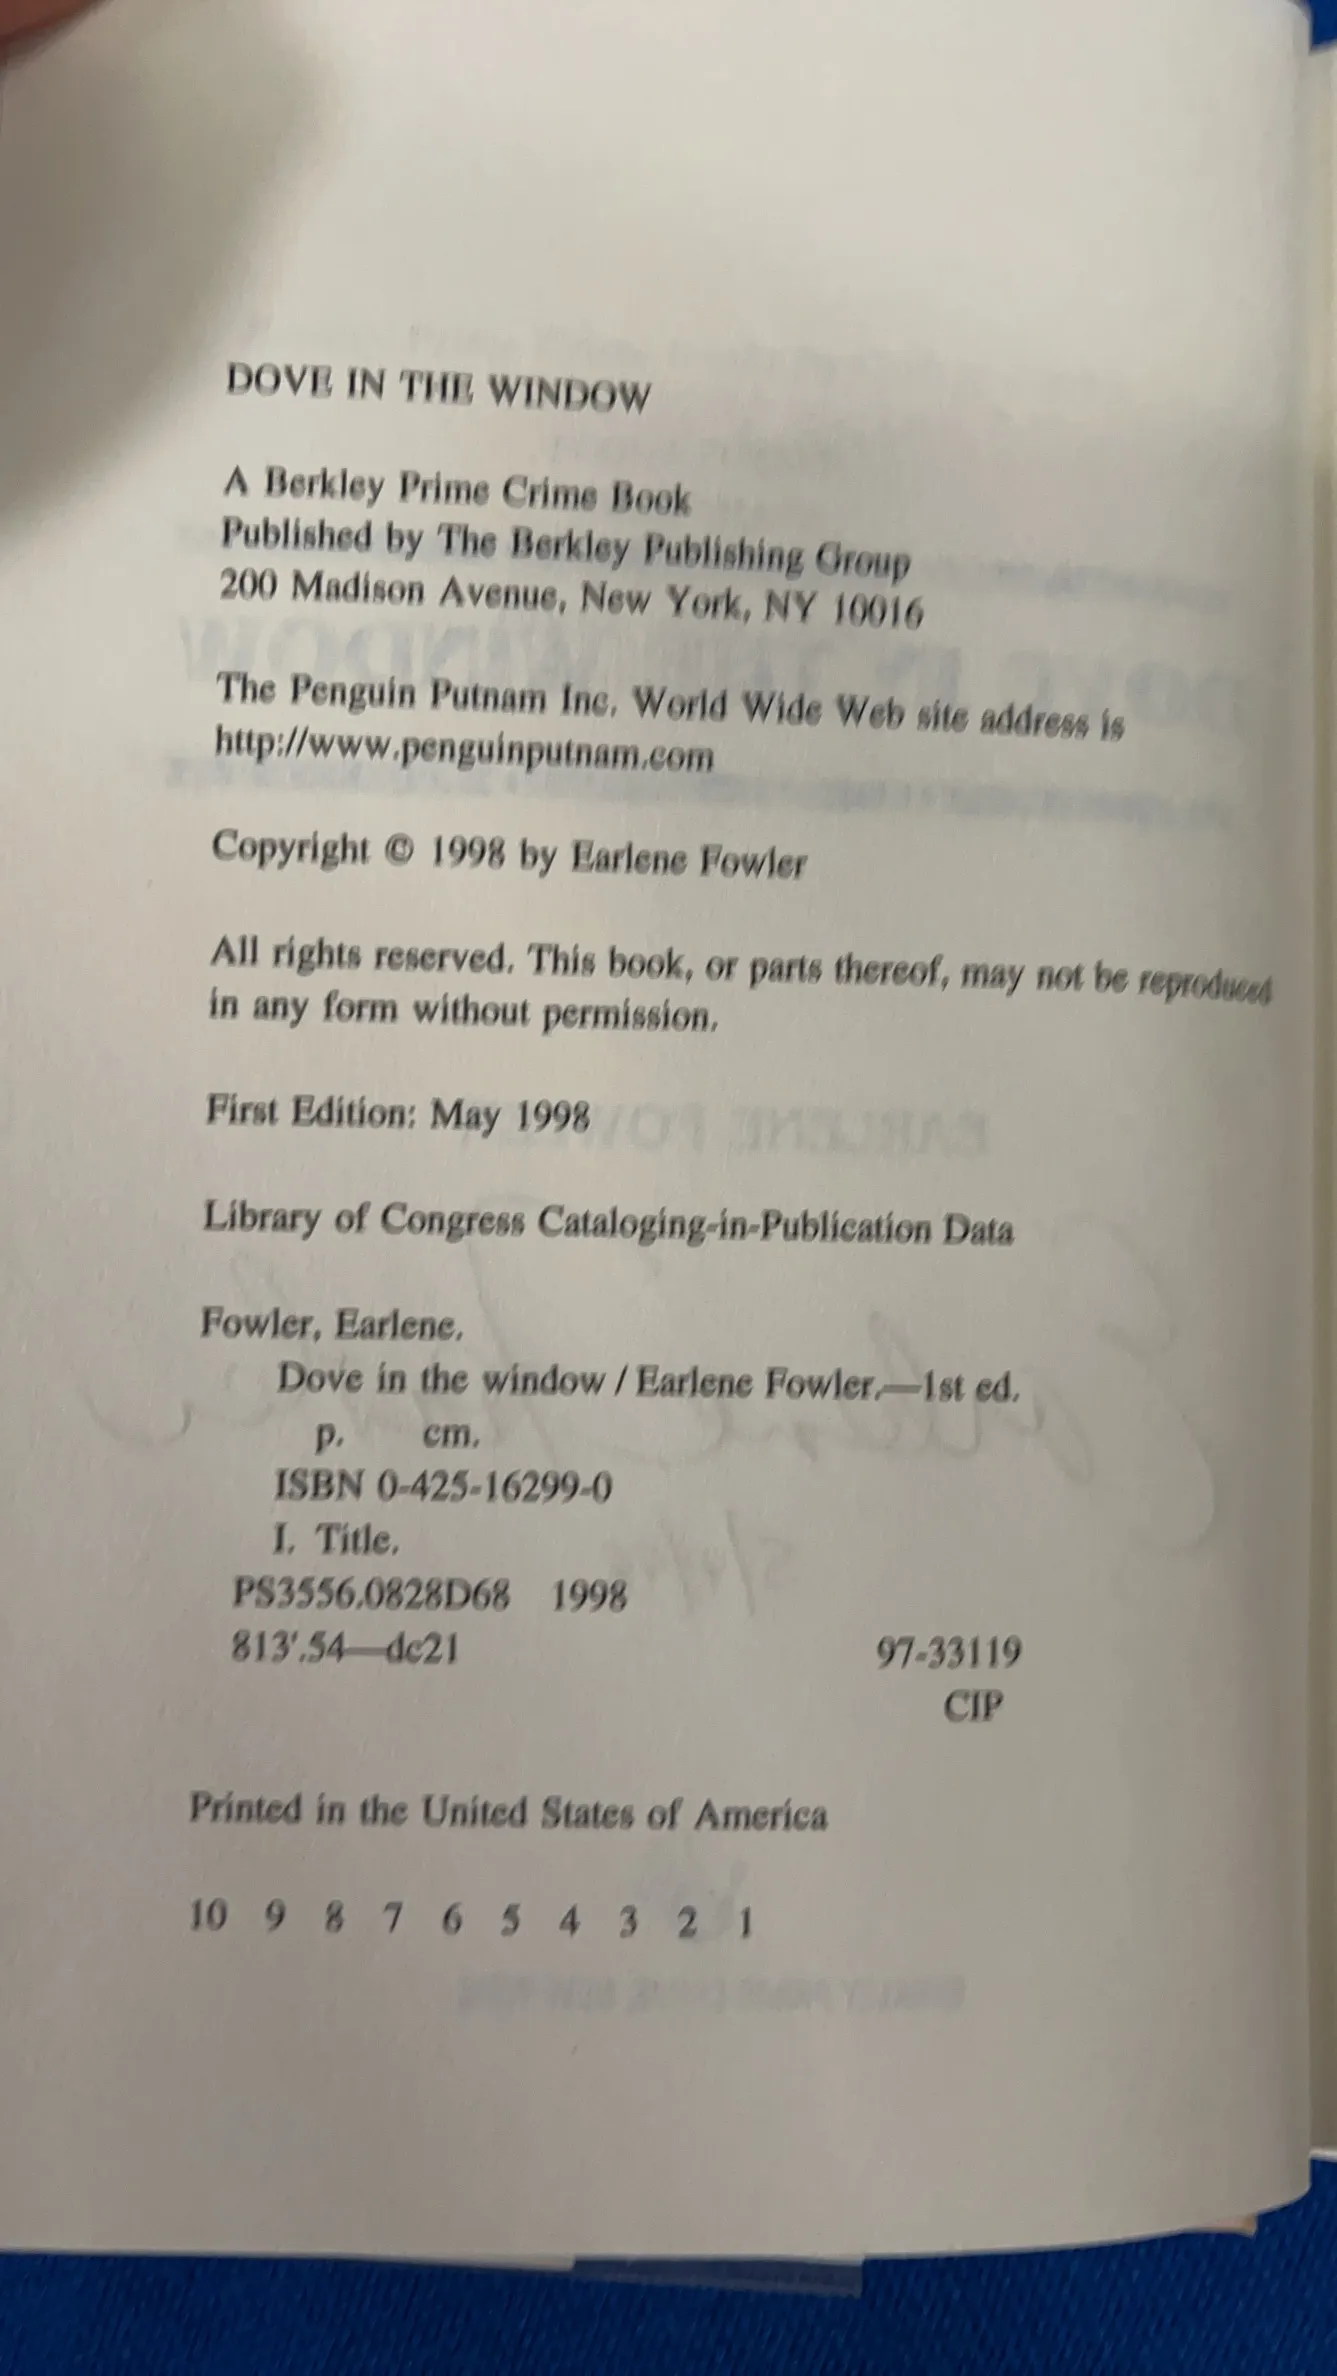 DOVE IN THE WINDOW
A Berkley Prime Crime Book
Published by The Berkley Publishing Group
200 Madison Avenue, New York, NY 10016
The Penguin Putnam Inc. World Wide Web site address is
http://www.penguinputnam.com
Copyright © 1998 by Earlene Fowler
All rights reserved. This book, or parts thereof, may not be reproduced
in any form without permission.
First Edition: May 1998
Library of Congress Cataloging-in-Publication Data
Fowler, Earlene.
Dove in the window / Earlene Fowler.—1st ed.
p. cm.
ISBN 0-425-16299-0
I. Title.
PS3556.0828D68 1998
813'.54—dc21 97-33119
CIP
Printed in the United States of America
10 9 8 7 6 5 4 3 2 1